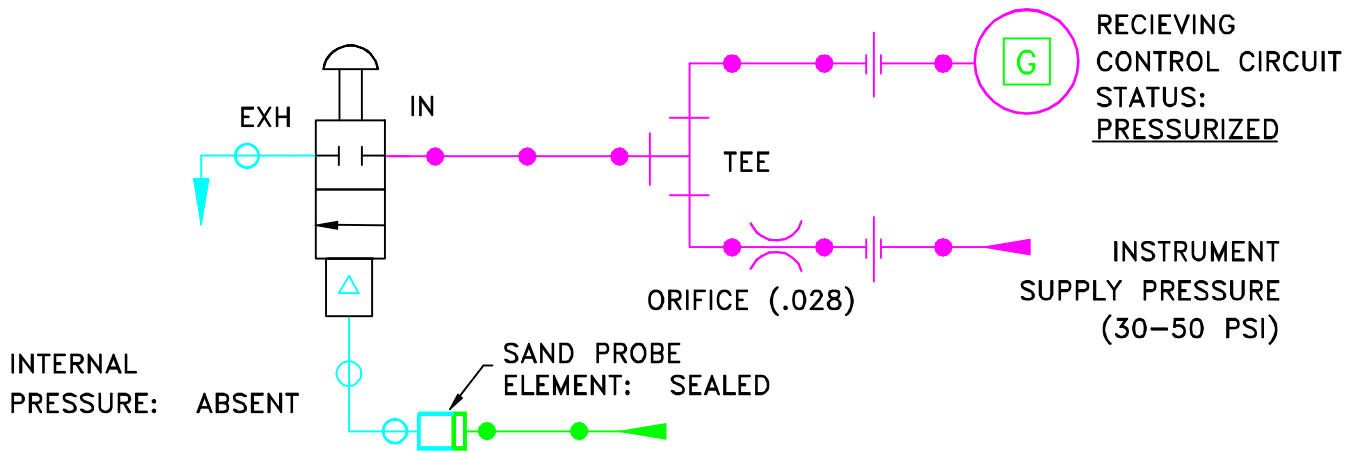 RECIEVING
CONTROL CIRCUIT
STATUS:
PRESSURIZED
G
EXH
IN
TEE
INSTRUMENT
SUPPLY PRESSURE
(30-50 PSI)
ORIFICE (.028)
SAND PROBE
ELEMENT: SEALED
INTERNAL
PRESSURE: ABSENT